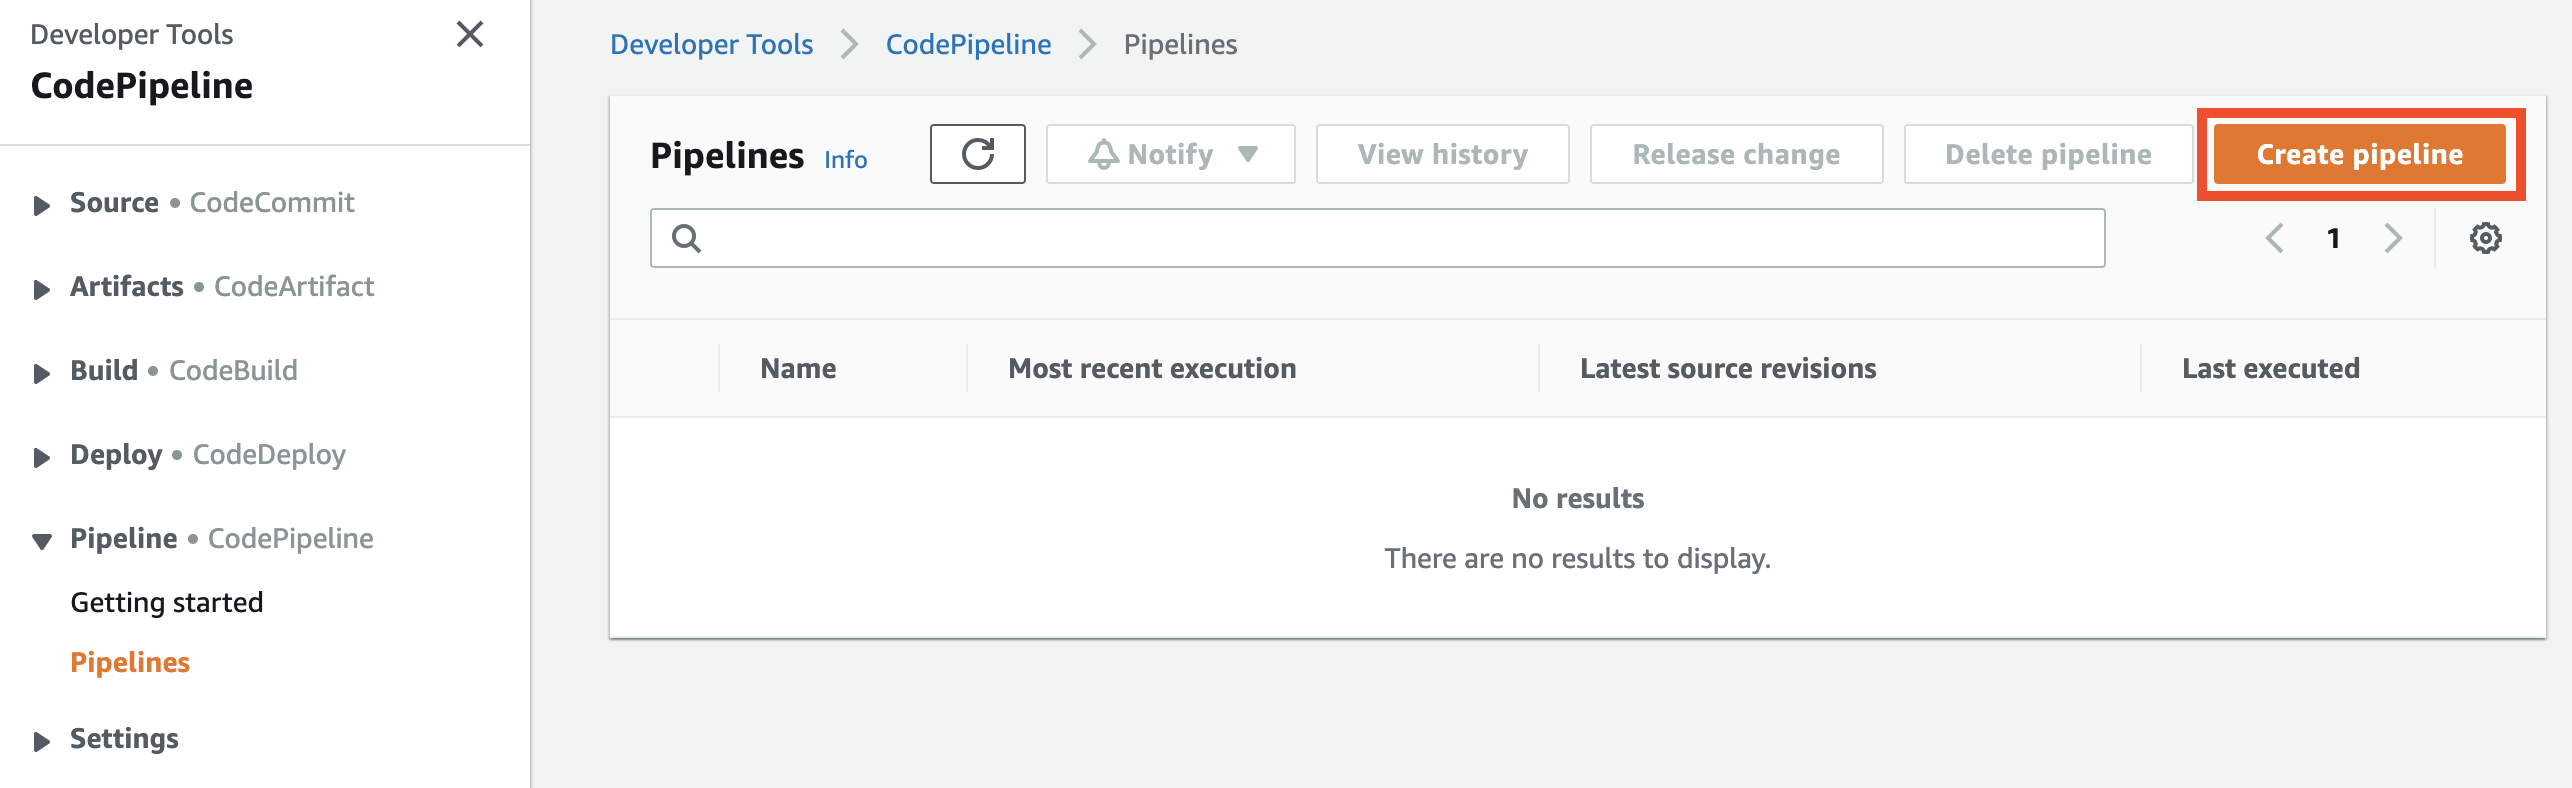 Developer Tools
CodePipeline
Source • CodeCommit
Artifacts • CodeArtifact
Build • CodeBuild
Deploy • CodeDeploy
Pipeline • CodePipeline
Getting started
Pipelines
Settings
Developer Tools > CodePipeline > Pipelines
Pipelines Info Notify View history Release change Delete pipeline Create pipeline
1
Name Most recent execution Latest source revisions Last executed
No results
There are no results to display.